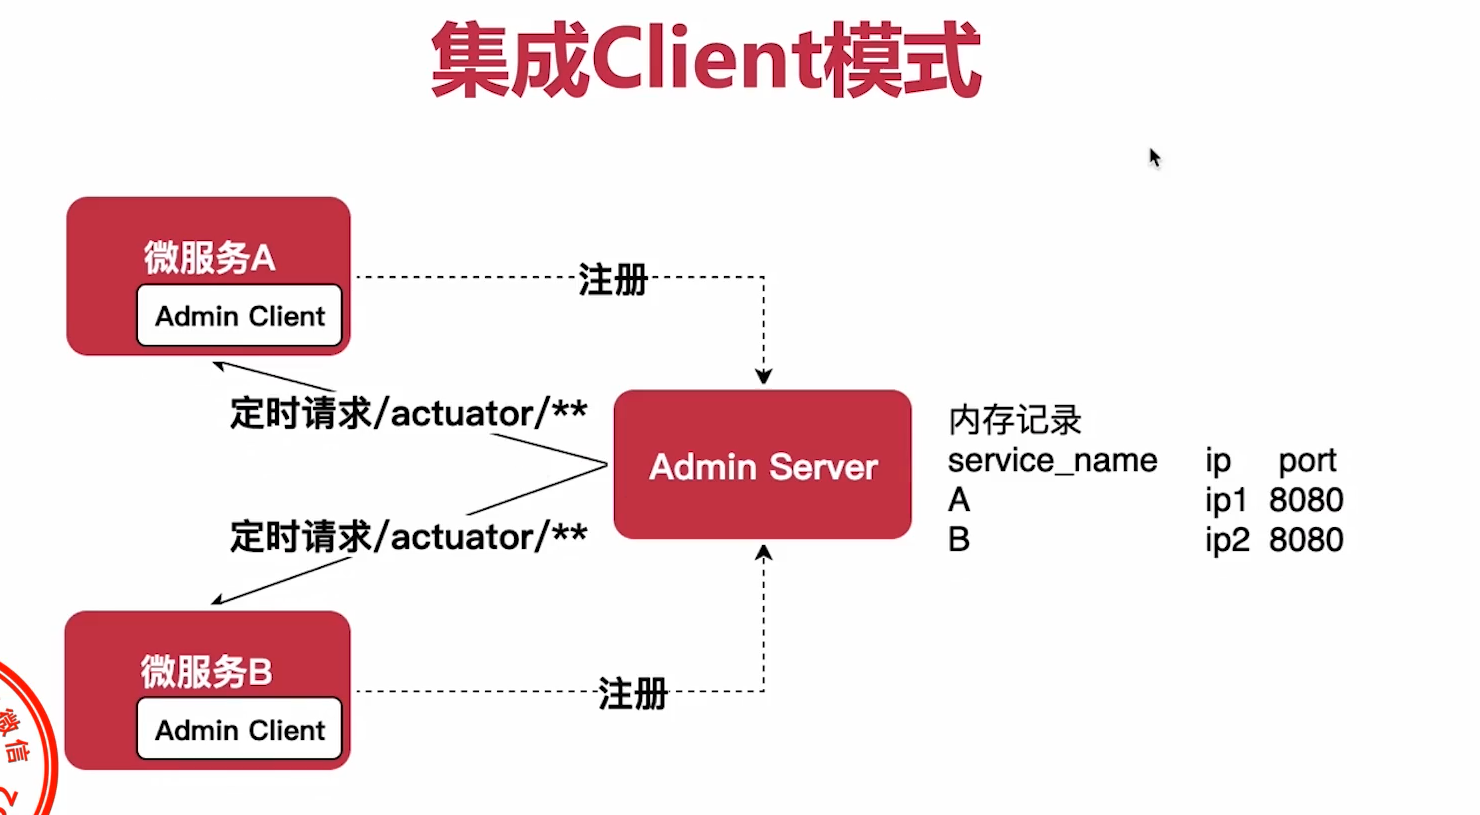 集成Client模式
微服务A
Admin Client
注册
定时请求/actuator/**
Admin Server
内存记录
service_name ip port
A ip1 8080
B ip2 8080
定时请求/actuator/**
微服务B
Admin Client
注册
微信